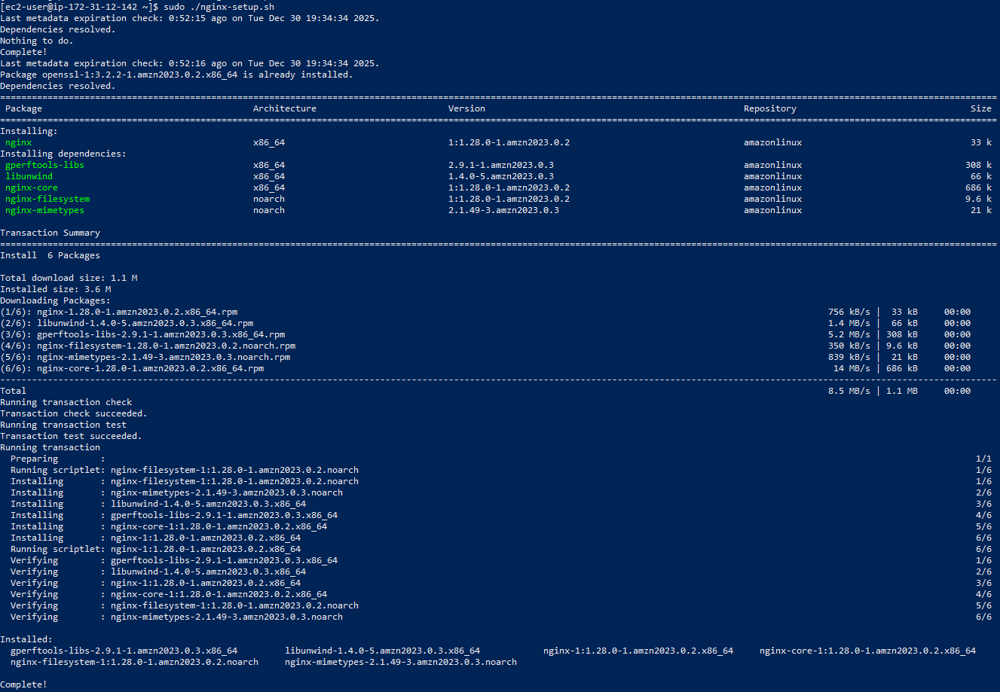 [ec2-user@ip-172-31-12-142 ~]$ sudo ./nginx-setup.sh
Last metadata expiration check: 0:52:15 ago on Tue Dec 30 19:34:34 2025.
Dependencies resolved.
Nothing to do.
Complete!
Last metadata expiration check: 0:52:16 ago on Tue Dec 30 19:34:34 2025.
Package openssl-1:3.2.2-1.amzn2023.0.2.x86_64 is already installed.
Dependencies resolved.
Package Architecture Version Repository Size
Installing:
nginx x86_64 1:1.28.0-1.amzn2023.0.2 amazonlinux 33 k
Installing dependencies:
gperftools-libs x86_64 2.9.1-1.amzn2023.0.3 amazonlinux 308 k
libunwind x86_64 1.4.0-5.amzn2023.0.3 amazonlinux 66 k
nginx-core x86_64 1:1.28.0-1.amzn2023.0.2 amazonlinux 686 k
nginx-filesystem noarch 1:1.28.0-1.amzn2023.0.2 amazonlinux 9.6 k
nginx-mimetypes noarch 2.1.49-3.amzn2023.0.3 amazonlinux 21 k
Transaction Summary
Install 6 Packages
Total download size: 1.1 M
Installed size: 3.6 M
Downloading Packages:
(1/6): nginx-1.28.0-1.amzn2023.0.2.x86_64.rpm 756 kB/s | 33 kB 00:00
(2/6): libunwind-1.4.0-5.amzn2023.0.3.x86_64.rpm 1.4 MB/s | 66 kB 00:00
(3/6): gperftools-libs-2.9.1-1.amzn2023.0.3.x86_64.rpm 5.2 MB/s | 308 kB 00:00
(4/6): nginx-filesystem-1.28.0-1.amzn2023.0.2.noarch.rpm 350 kB/s | 9.6 kB 00:00
(5/6): nginx-mimetypes-2.1.49-3.amzn2023.0.3.noarch.rpm 839 kB/s | 21 kB 00:00
(6/6): nginx-core-1.28.0-1.amzn2023.0.2.x86_64.rpm 14 MB/s | 686 kB 00:00
Total 8.5 MB/s | 1.1 MB 00:00
Running transaction check
Transaction check succeeded.
Running transaction test
Transaction test succeeded.
Running transaction
Preparing : 1/1
Running scriptlet: nginx-filesystem-1:1.28.0-1.amzn2023.0.2.noarch 1/6
Installing : nginx-filesystem-1:1.28.0-1.amzn2023.0.2.noarch 1/6
Installing : nginx-mimetypes-2.1.49-3.amzn2023.0.3.noarch 2/6
Installing : libunwind-1.4.0-5.amzn2023.0.3.x86_64 3/6
Installing : gperftools-libs-2.9.1-1.amzn2023.0.3.x86_64 4/6
Installing : nginx-core-1:1.28.0-1.amzn2023.0.2.x86_64 5/6
Installing : nginx-1:1.28.0-1.amzn2023.0.2.x86_64 6/6
Running scriptlet: nginx-1:1.28.0-1.amzn2023.0.2.x86_64 6/6
Verifying : gperftools-libs-2.9.1-1.amzn2023.0.3.x86_64 1/6
Verifying : libunwind-1.4.0-5.amzn2023.0.3.x86_64 2/6
Verifying : nginx-1:1.28.0-1.amzn2023.0.2.x86_64 3/6
Verifying : nginx-core-1:1.28.0-1.amzn2023.0.2.x86_64 4/6
Verifying : nginx-filesystem-1:1.28.0-1.amzn2023.0.2.noarch 5/6
Verifying : nginx-mimetypes-2.1.49-3.amzn2023.0.3.noarch 6/6
Installed:
gperftools-libs-2.9.1-1.amzn2023.0.3.x86_64 libunwind-1.4.0-5.amzn2023.0.3.x86_64 nginx-1:1.28.0-1.amzn2023.0.2.x86_64 nginx-core-1:1.28.0-1.amzn2023.0.2.x86_64
nginx-filesystem-1:1.28.0-1.amzn2023.0.2.noarch nginx-mimetypes-2.1.49-3.amzn2023.0.3.noarch
Complete!